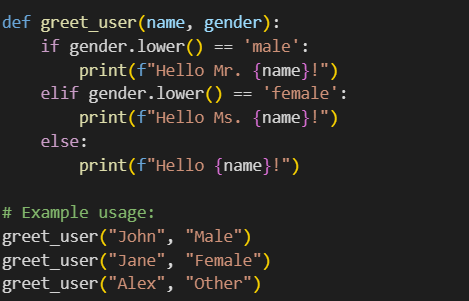 def greet_user(name, gender):
    if gender.lower() == 'male':
        print(f"Hello Mr. {name}!")
    elif gender.lower() == 'female':
        print(f"Hello Ms. {name}!")
    else:
        print(f"Hello {name}!")

# Example usage:
greet_user("John", "Male")
greet_user("Jane", "Female")
greet_user("Alex", "Other")